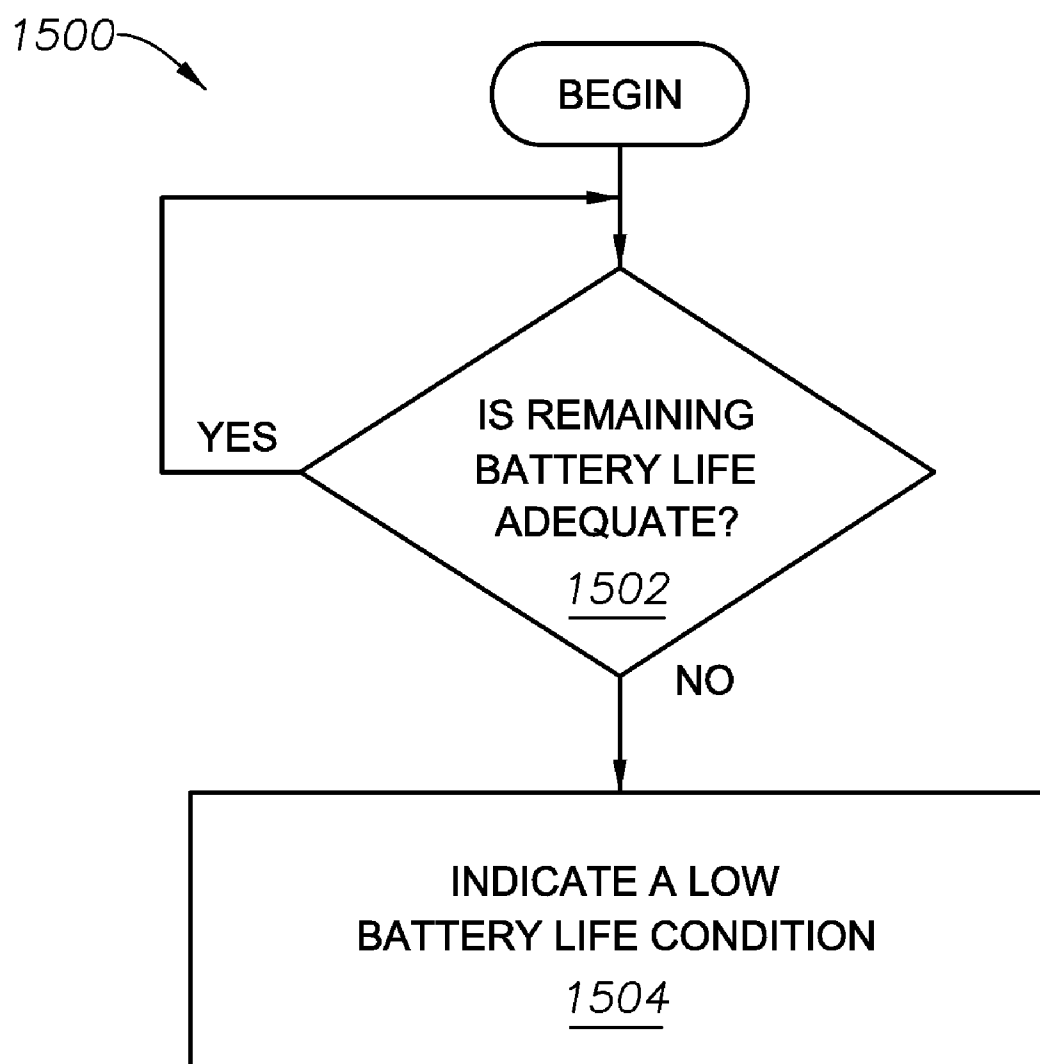 1500
BEGIN
IS REMAINING
BATTERY LIFE
ADEQUATE?
1502
YES
NO
INDICATE A LOW
BATTERY LIFE CONDITION
1504